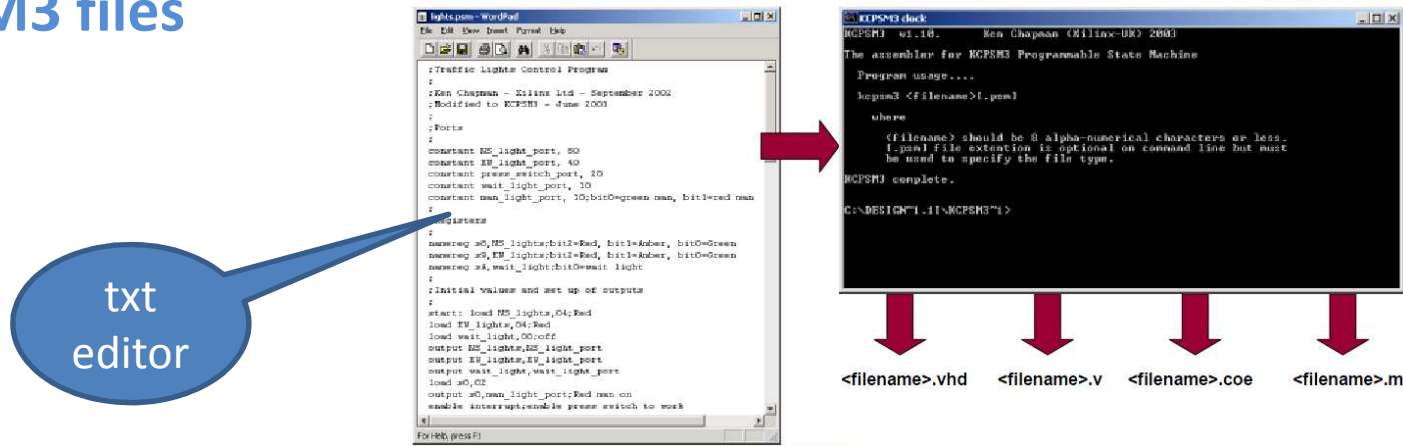 M3 files
lights.psm - WordPad
File Edit View Insert Format Help
;Traffic Lights Control Program
;
;Ken Chapman - Xilinx Ltd - September 2002
;Modified to KCPSM3 - June 2003
;
;Ports
;
constant NS_light_port, 80
constant EW_light_port, 40
constant press_switch_port, 20
constant wait_light_port, 10
constant man_light_port, 10;bit0=green man, bit1=red man
;
;Registers
;
namereg s8,NS_lights;bit2=Red, bit1=Amber, bit0=Green
namereg s9,EW_lights;bit2=Red, bit1=Amber, bit0=Green
namereg sA,wait_light;bit0=wait light
;
;Initial values and set up of outputs
;
start: load NS_lights,04;Red
load EW_lights,04;Red
load wait_light,00;off
output NS_lights,NS_light_port
output EW_lights,EW_light_port
output wait_light,wait_light_port
load s0,02
output s0,man_light_port;Red man on
enable interrupt;enable press switch to work
For Help, press F1
txt
editor
KCPSM3 clock
KCPSM3 v1.10. Ken Chapman (Xilinx-UK) 2003
The assembler for KCPSM3 Programmable State Machine
Program usage....
kcpsm3 <filename>[.psm]
where
<filename> should be 8 alpha-numerical characters or less.
[.psm] file extention is optional on command line but must
be used to specify the file type.
KCPSM3 complete.
C:\DESIGN~1.1I\KCPSM3~1>
<filename>.vhd
<filename>.v
<filename>.coe
<filename>.m